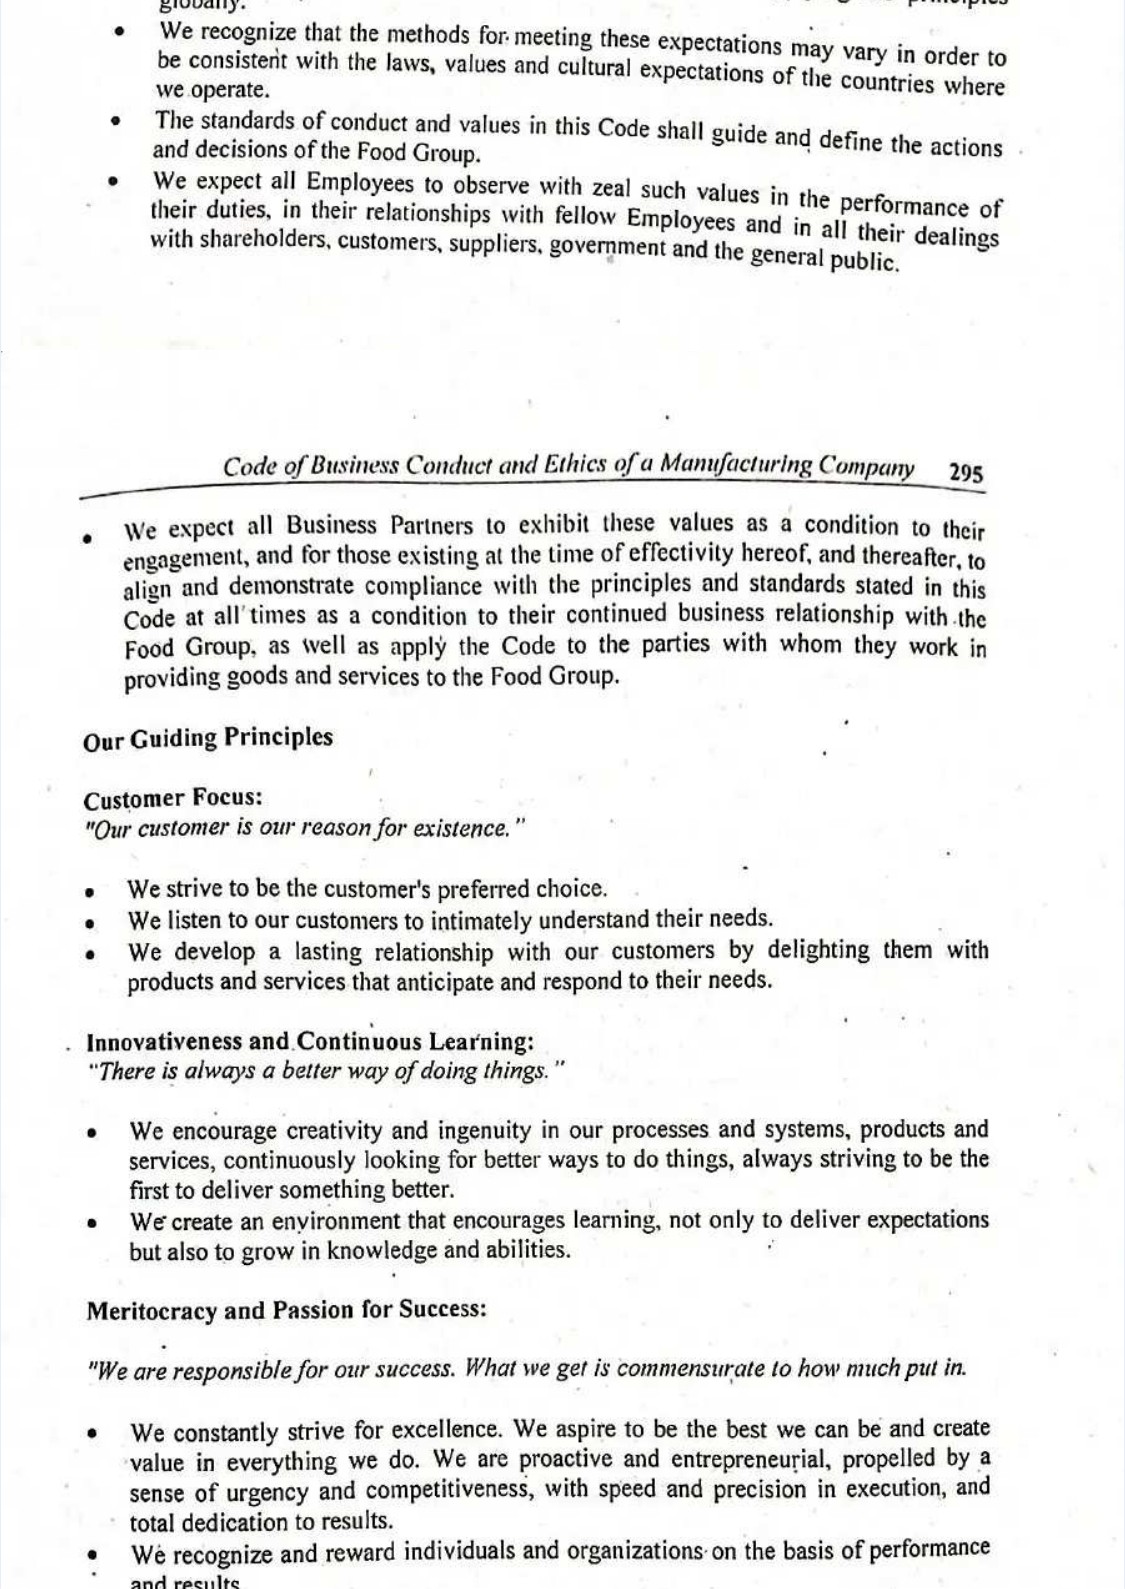 globally.
• We recognize that the methods for meeting these expectations may vary in order to
be consistent with the laws, values and cultural expectations of the countries where
we operate.
• The standards of conduct and values in this Code shall guide and define the actions
and decisions of the Food Group.
• We expect all Employees to observe with zeal such values in the performance of
their duties, in their relationships with fellow Employees and in all their dealings
with shareholders, customers, suppliers, government and the general public.
Code of Business Conduct and Ethics of a Manufacturing Company 295
• We expect all Business Partners to exhibit these values as a condition to their
engagement, and for those existing at the time of effectivity hereof, and thereafter, to
align and demonstrate compliance with the principles and standards stated in this
Code at all times as a condition to their continued business relationship with the
Food Group, as well as apply the Code to the parties with whom they work in
providing goods and services to the Food Group.
Our Guiding Principles
Customer Focus:
"Our customer is our reason for existence."
• We strive to be the customer's preferred choice.
• We listen to our customers to intimately understand their needs.
• We develop a lasting relationship with our customers by delighting them with
products and services that anticipate and respond to their needs.
Innovativeness and Continuous Learning:
"There is always a better way of doing things."
• We encourage creativity and ingenuity in our processes and systems, products and
services, continuously looking for better ways to do things, always striving to be the
first to deliver something better.
• We create an environment that encourages learning, not only to deliver expectations
but also to grow in knowledge and abilities.
Meritocracy and Passion for Success:
"We are responsible for our success. What we get is commensurate to how much put in.
• We constantly strive for excellence. We aspire to be the best we can be and create
value in everything we do. We are proactive and entrepreneurial, propelled by a
sense of urgency and competitiveness, with speed and precision in execution, and
total dedication to results.
• We recognize and reward individuals and organizations on the basis of performance
and results